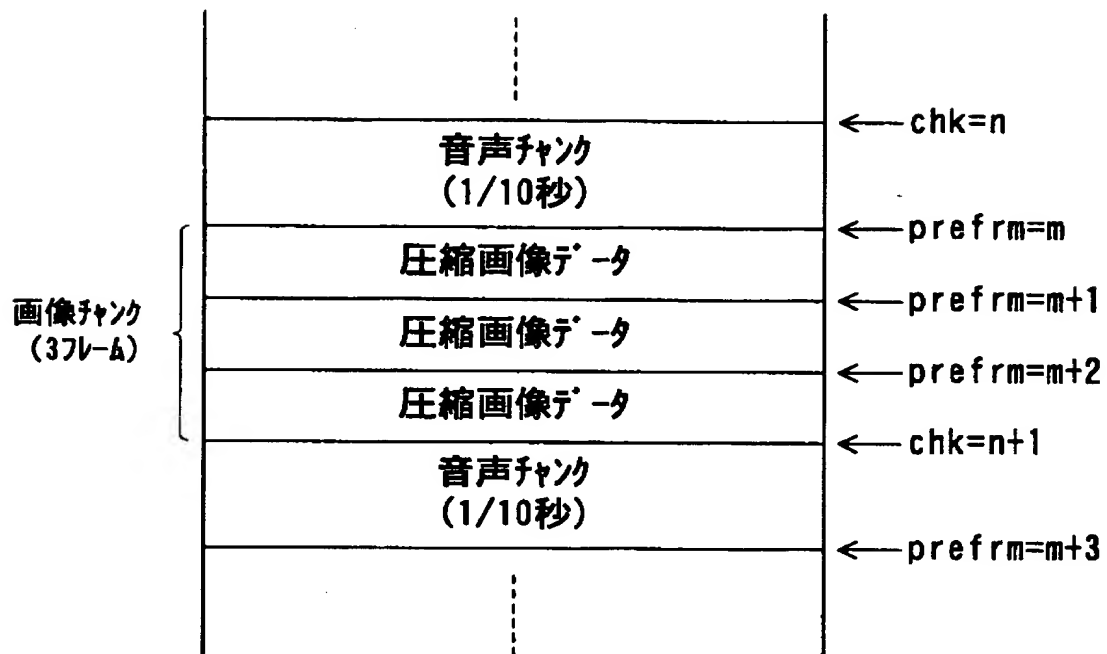 chk=n
音声チャンク
(1/10秒)
prefrm=m
圧縮画像データ
prefrm=m+1
画像チャンク
(3フレーム)
圧縮画像データ
prefrm=m+2
圧縮画像データ
chk=n+1
音声チャンク
(1/10秒)
prefrm=m+3